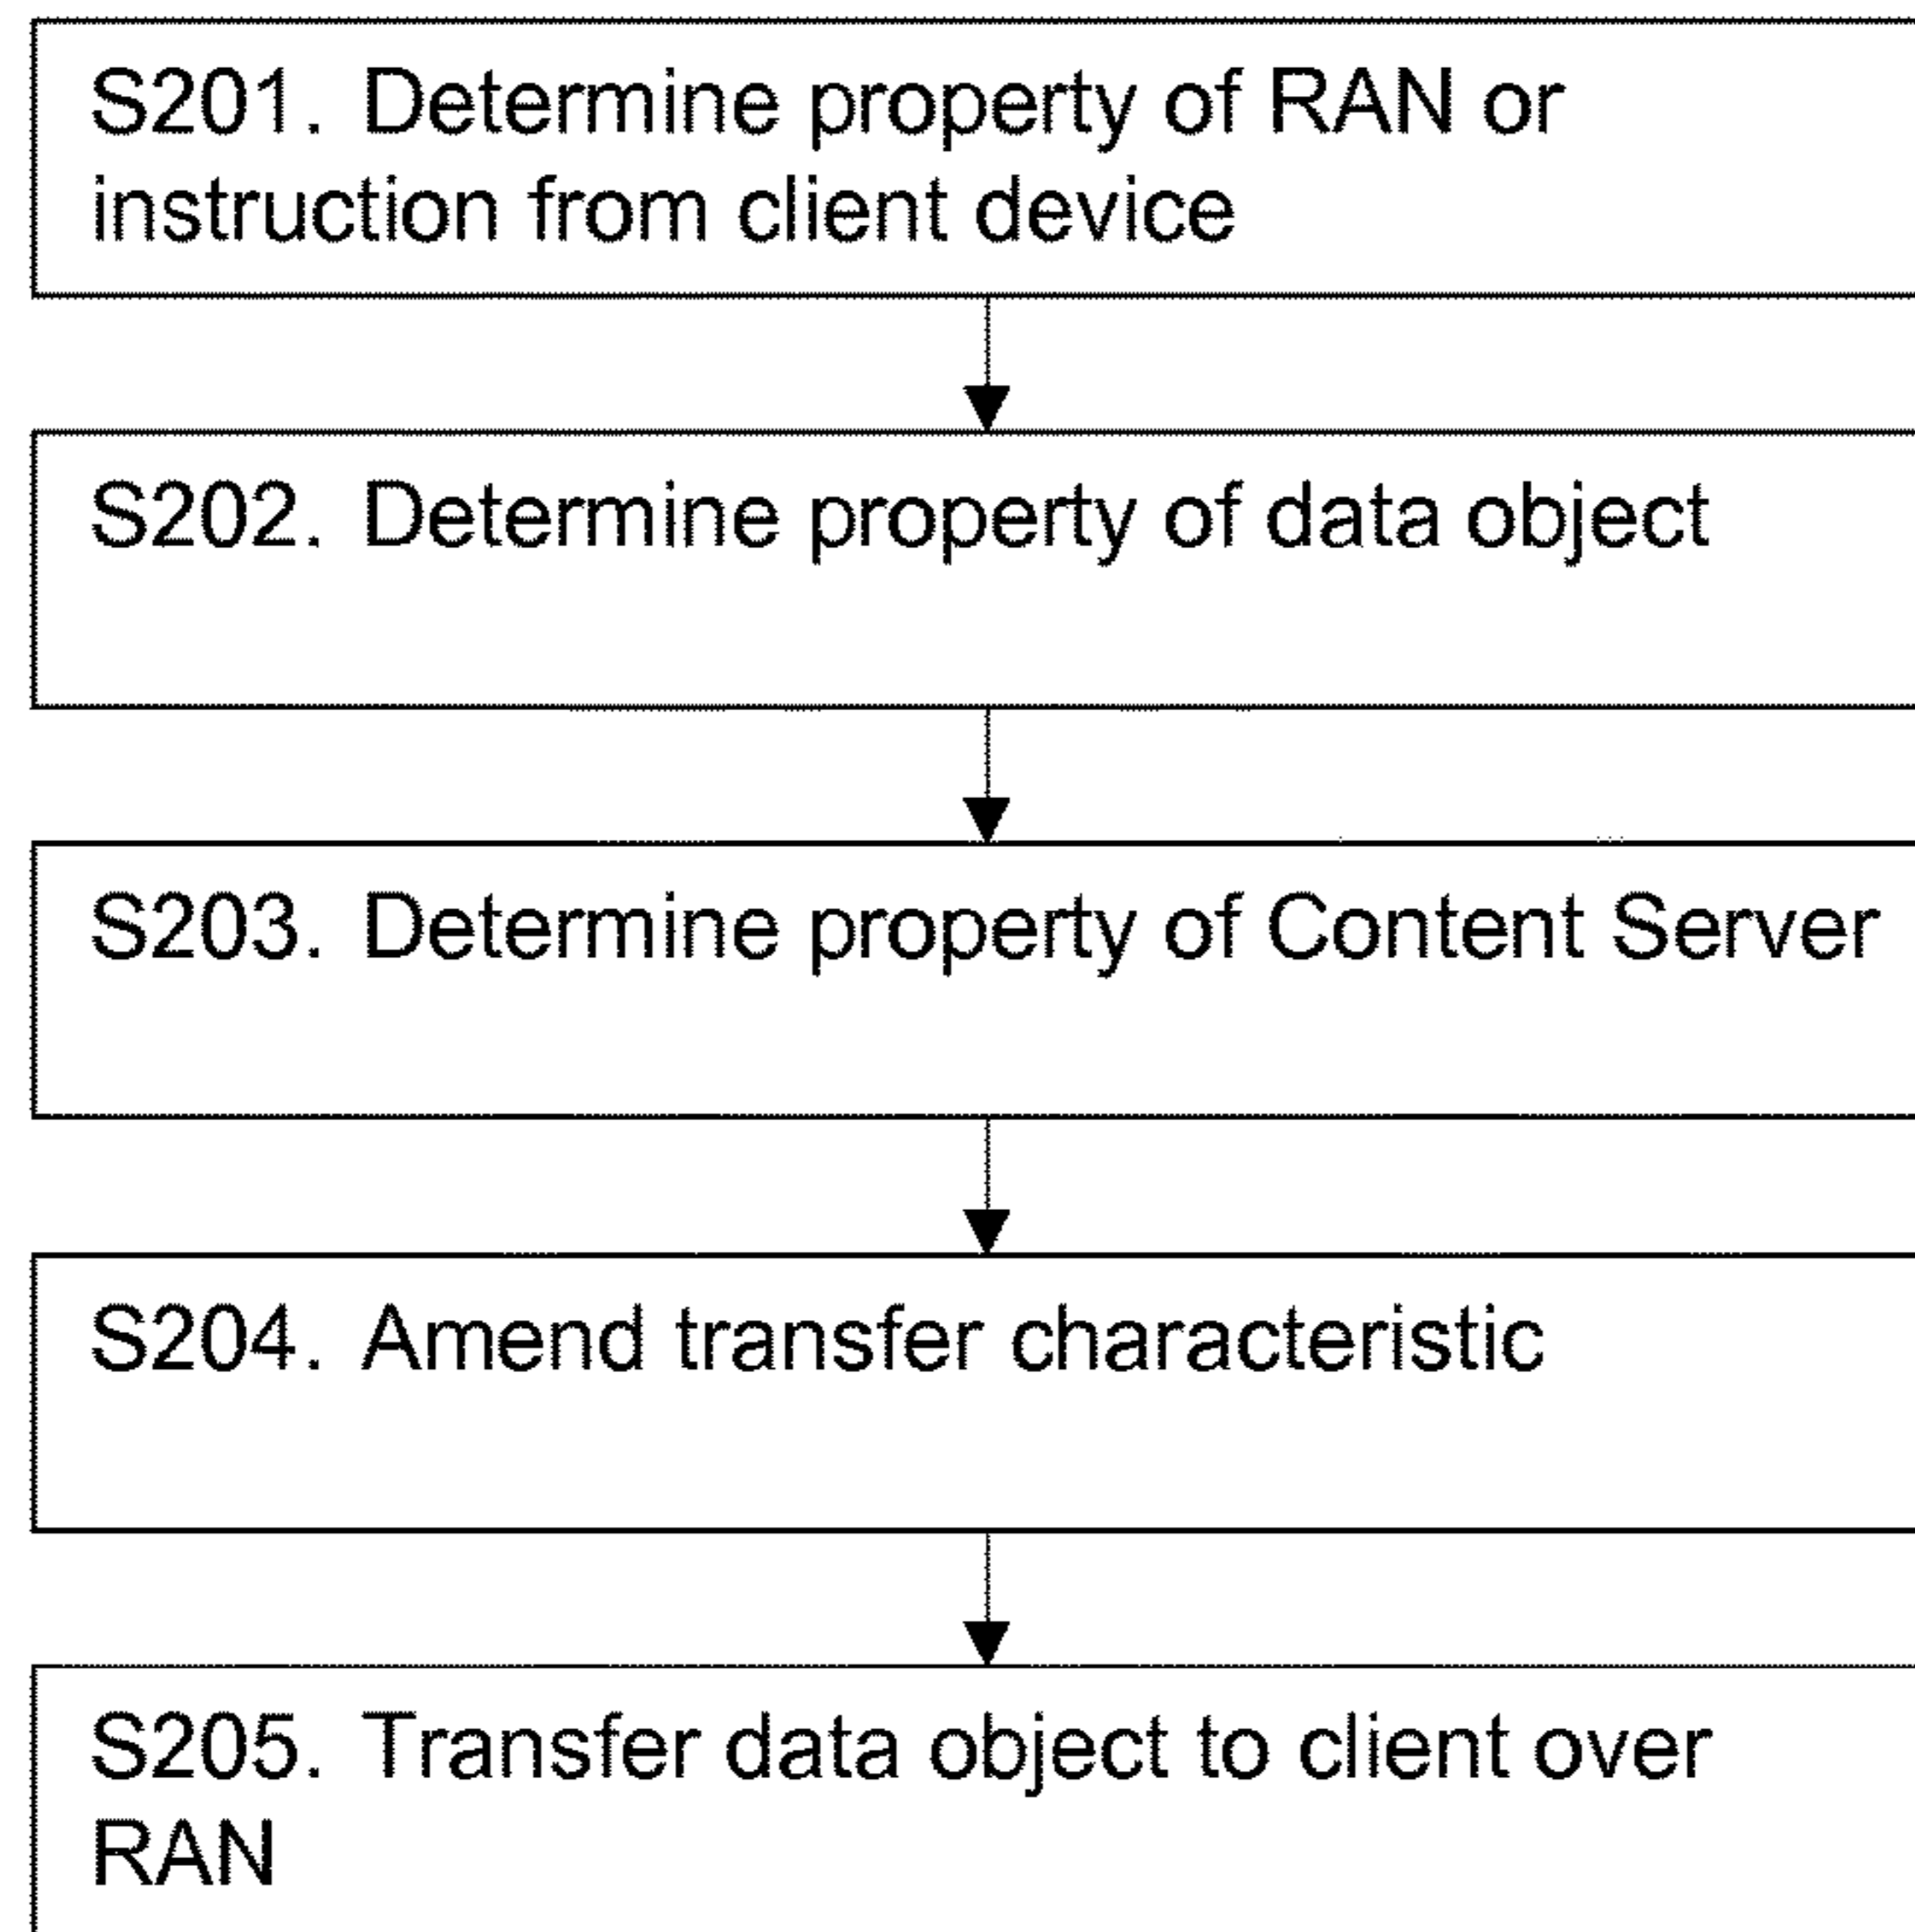 S201. Determine property of RAN or
instruction from client device
S202. Determine property of data object
S203. Determine property of Content Server
S204. Amend transfer characteristic
S205. Transfer data object to client over
RAN